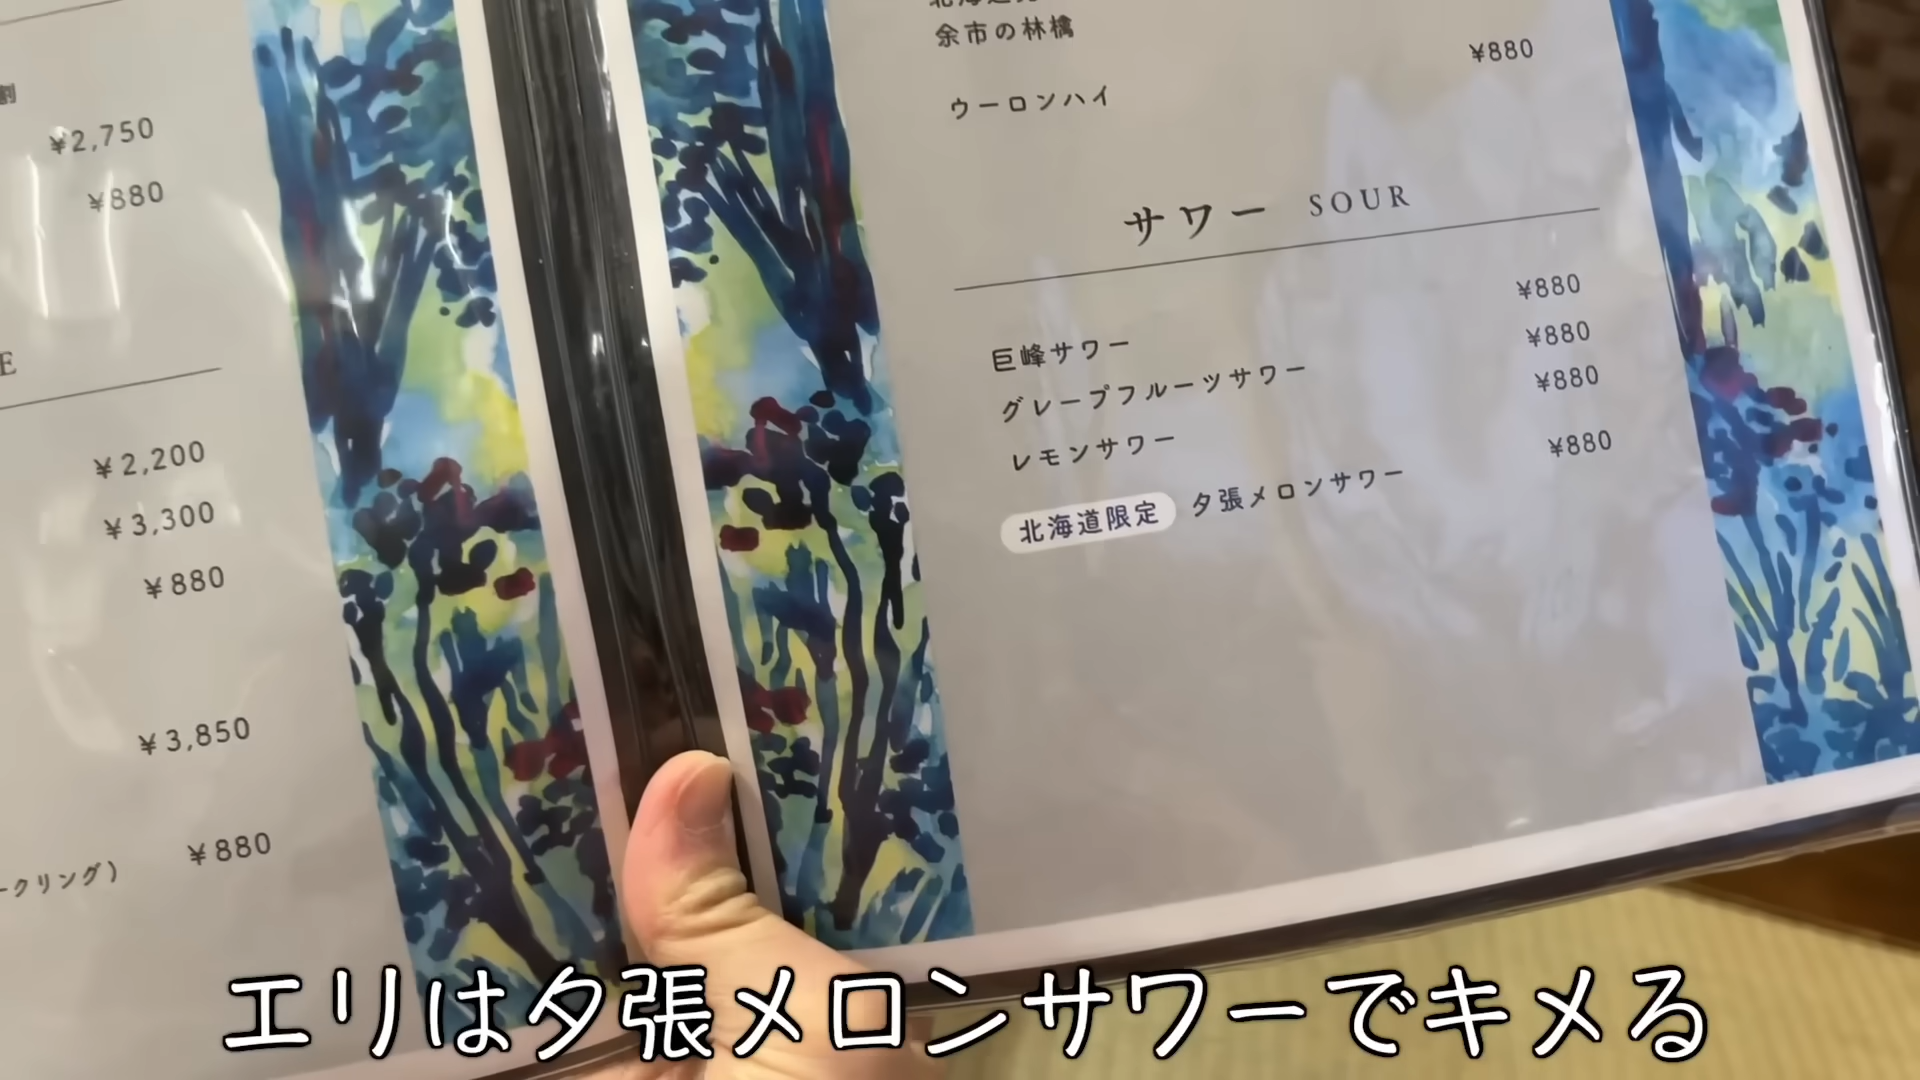 割
¥2,750
¥880
E
¥2,200
¥3,300
¥880
¥3,850
ークリング) ¥880
余市の林檎
¥880
ウーロンハイ
サワー SOUR
¥880
巨峰サワー
¥880
グレープフルーツサワー
¥880
レモンサワー
¥880
北海道限定 夕張メロンサワー
エリは夕張メロンサワーでキメる